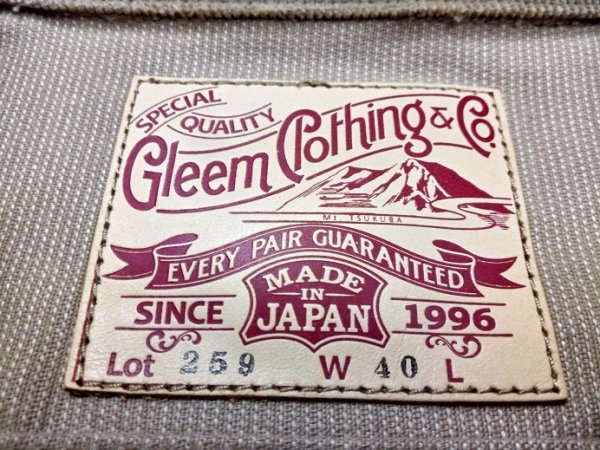 SPECIAL
QUALITY
Gleem Clothing & Co.
Mt. TSUKUBA
EVERY PAIR GUARANTEED
MADE
IN
SINCE JAPAN 1996
Lot 259 W 40 L